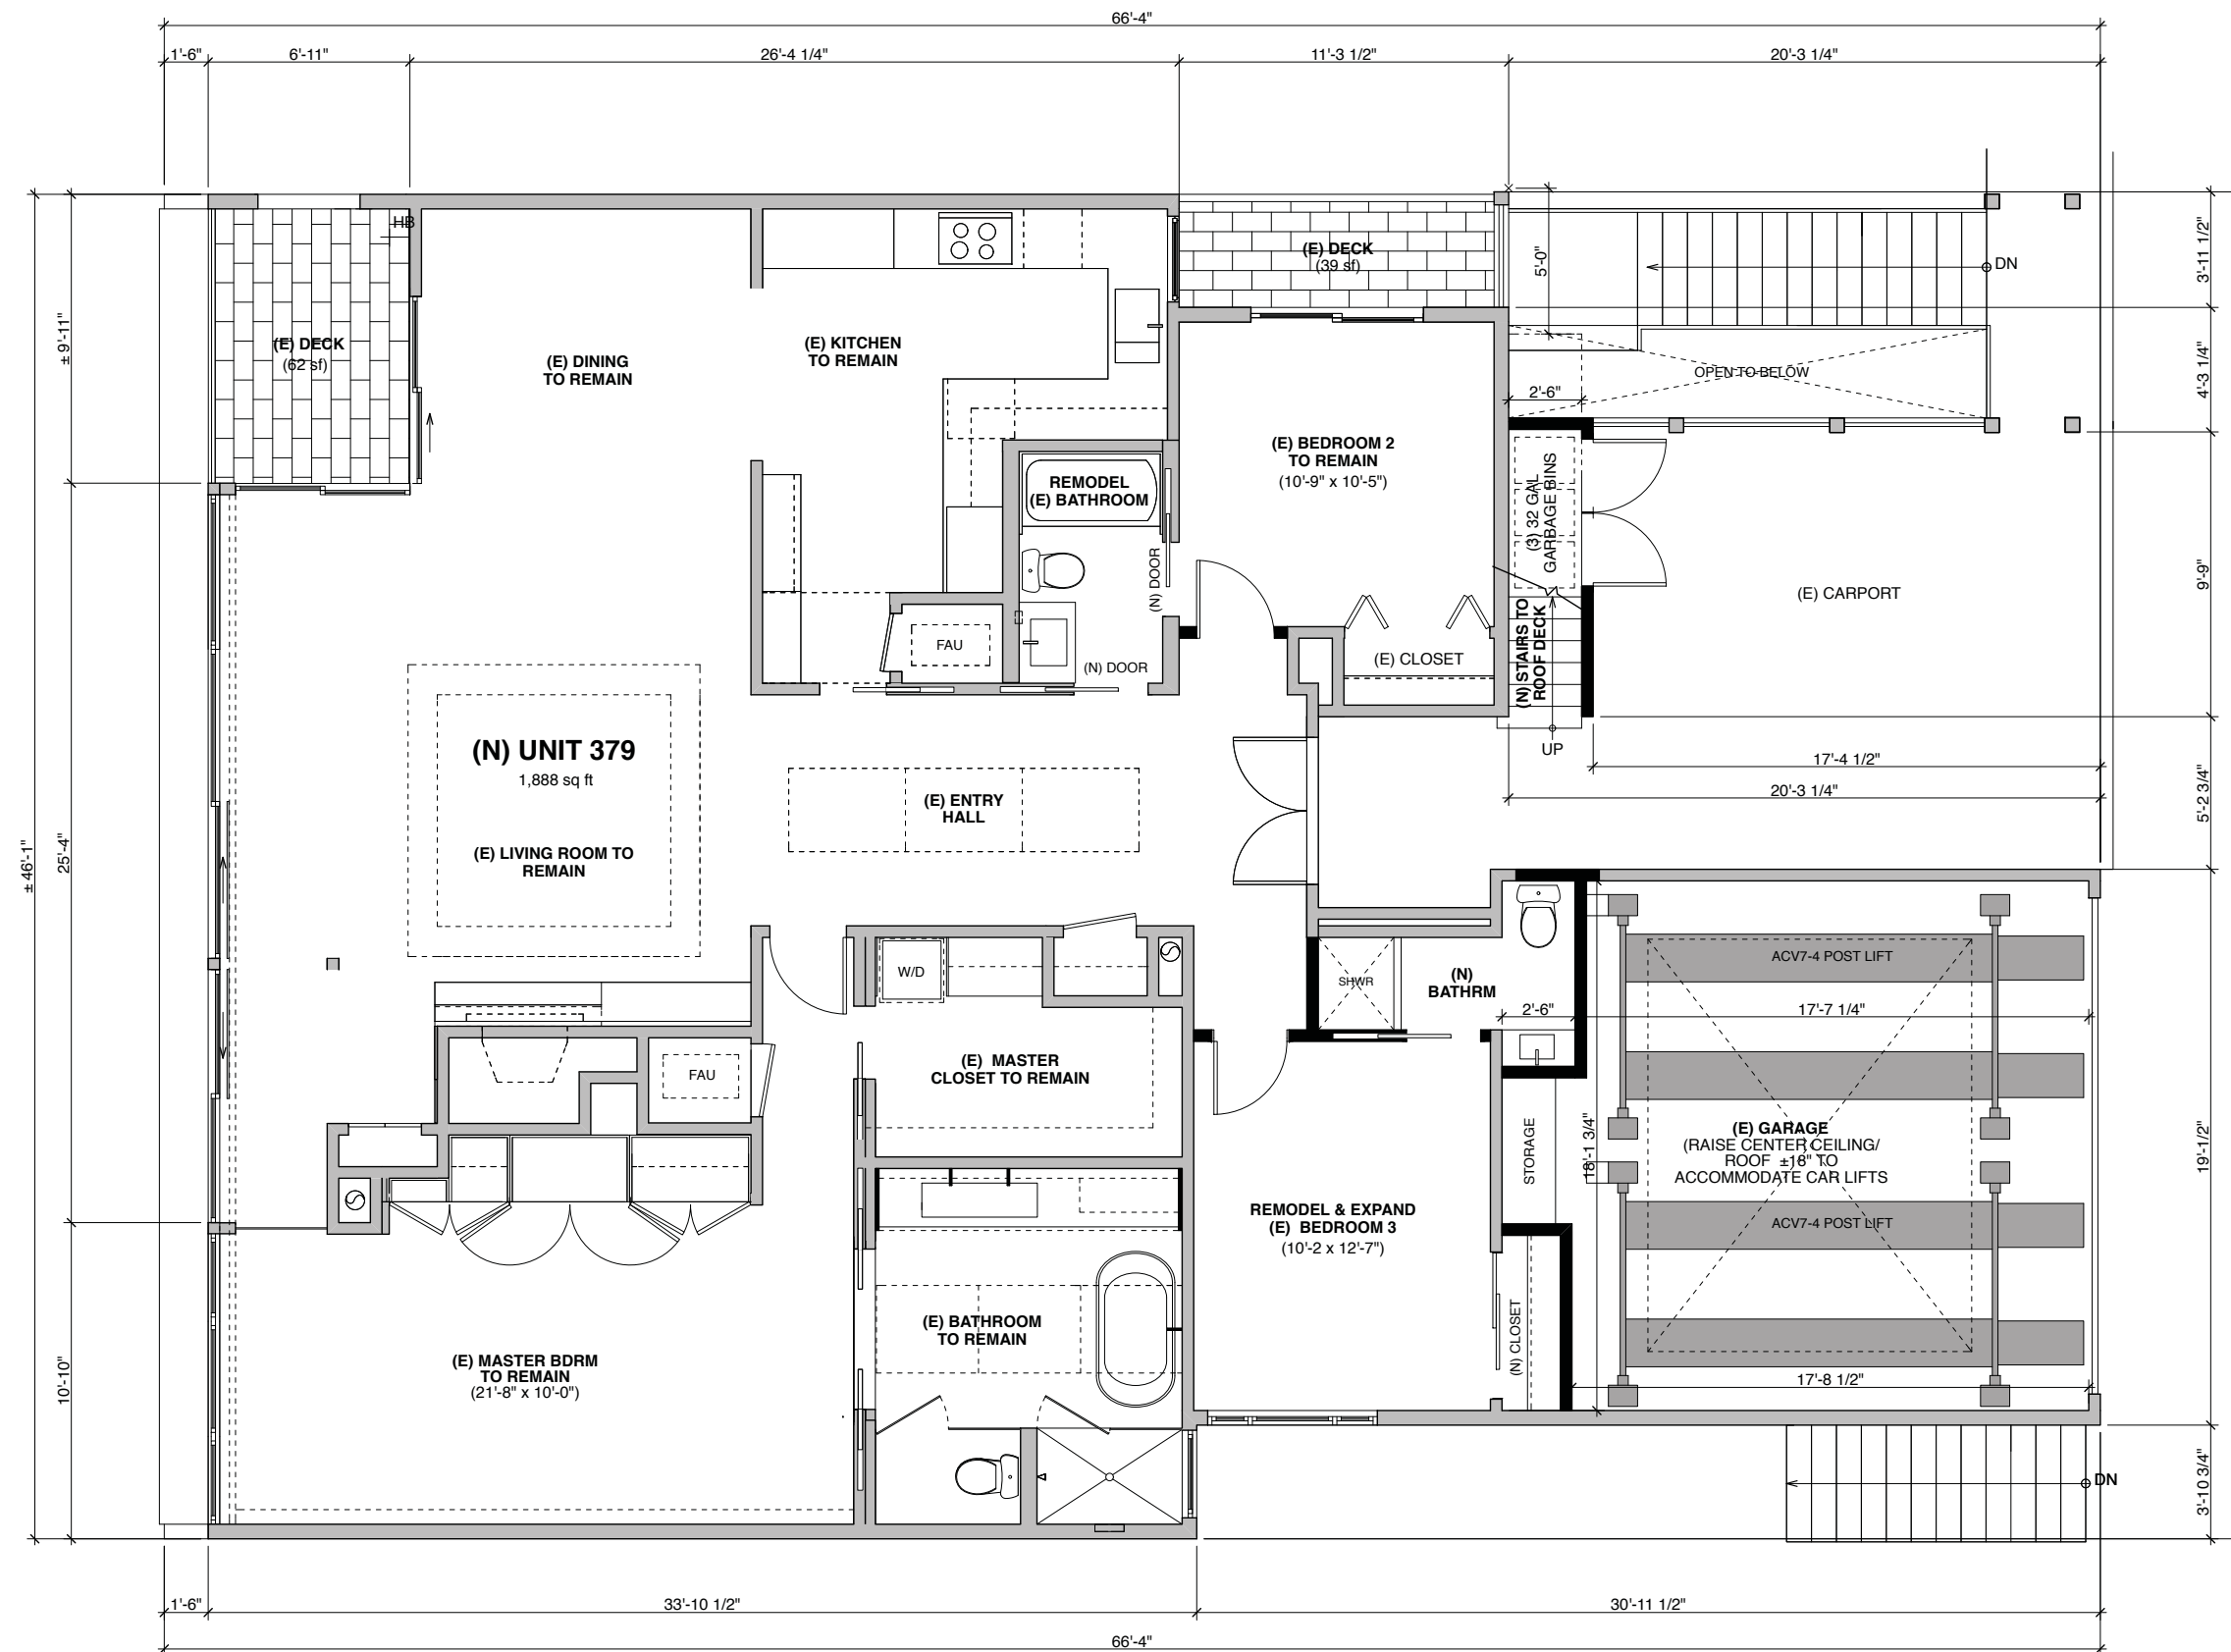 66'-4"
1'-6"
6'-11"
26'-4 1/4"
11'-3 1/2"
20'-3 1/4"
HB
(E) DECK
(62 sf)
(E) DINING
TO REMAIN
(E) KITCHEN
TO REMAIN
(E) DECK
(39 sf)
5'-0"
DN
OPEN TO BELOW
2'-6"
3'-11 1/2"
4'-3 1/4"
9'-9"
5'-2 3/4"
19'-1/2"
3'-10 3/4"
± 9'-11"
± 46'-1"
25'-4"
10'-10"
(E) BEDROOM 2
TO REMAIN
(10'-9" x 10'-5")
REMODEL
(E) BATHROOM
(N) DOOR
(N) DOOR
FAU
(E) CLOSET
(3) 32 GAL
GARBAGE BINS
(N) STAIRS TO
ROOF DECK
UP
(E) CARPORT
17'-4 1/2"
20'-3 1/4"
(N) UNIT 379
1,888 sq ft
(E) LIVING ROOM TO
REMAIN
(E) ENTRY
HALL
W/D
SHWR
(N)
BATHRM
2'-6"
17'-7 1/4"
ACV7-4 POST LIFT
(E) MASTER
CLOSET TO REMAIN
FAU
STORAGE
18'-1 3/4"
(E) GARAGE
(RAISE CENTER CEILING/
ROOF ±18" TO
ACCOMMODATE CAR LIFTS
ACV7-4 POST LIFT
REMODEL & EXPAND
(E) BEDROOM 3
(10'-2 x 12'-7")
(E) BATHROOM
TO REMAIN
(N) CLOSET
(E) MASTER BDRM
TO REMAIN
(21'-8" x 10'-0")
17'-8 1/2"
DN
1'-6"
33'-10 1/2"
30'-11 1/2"
66'-4"